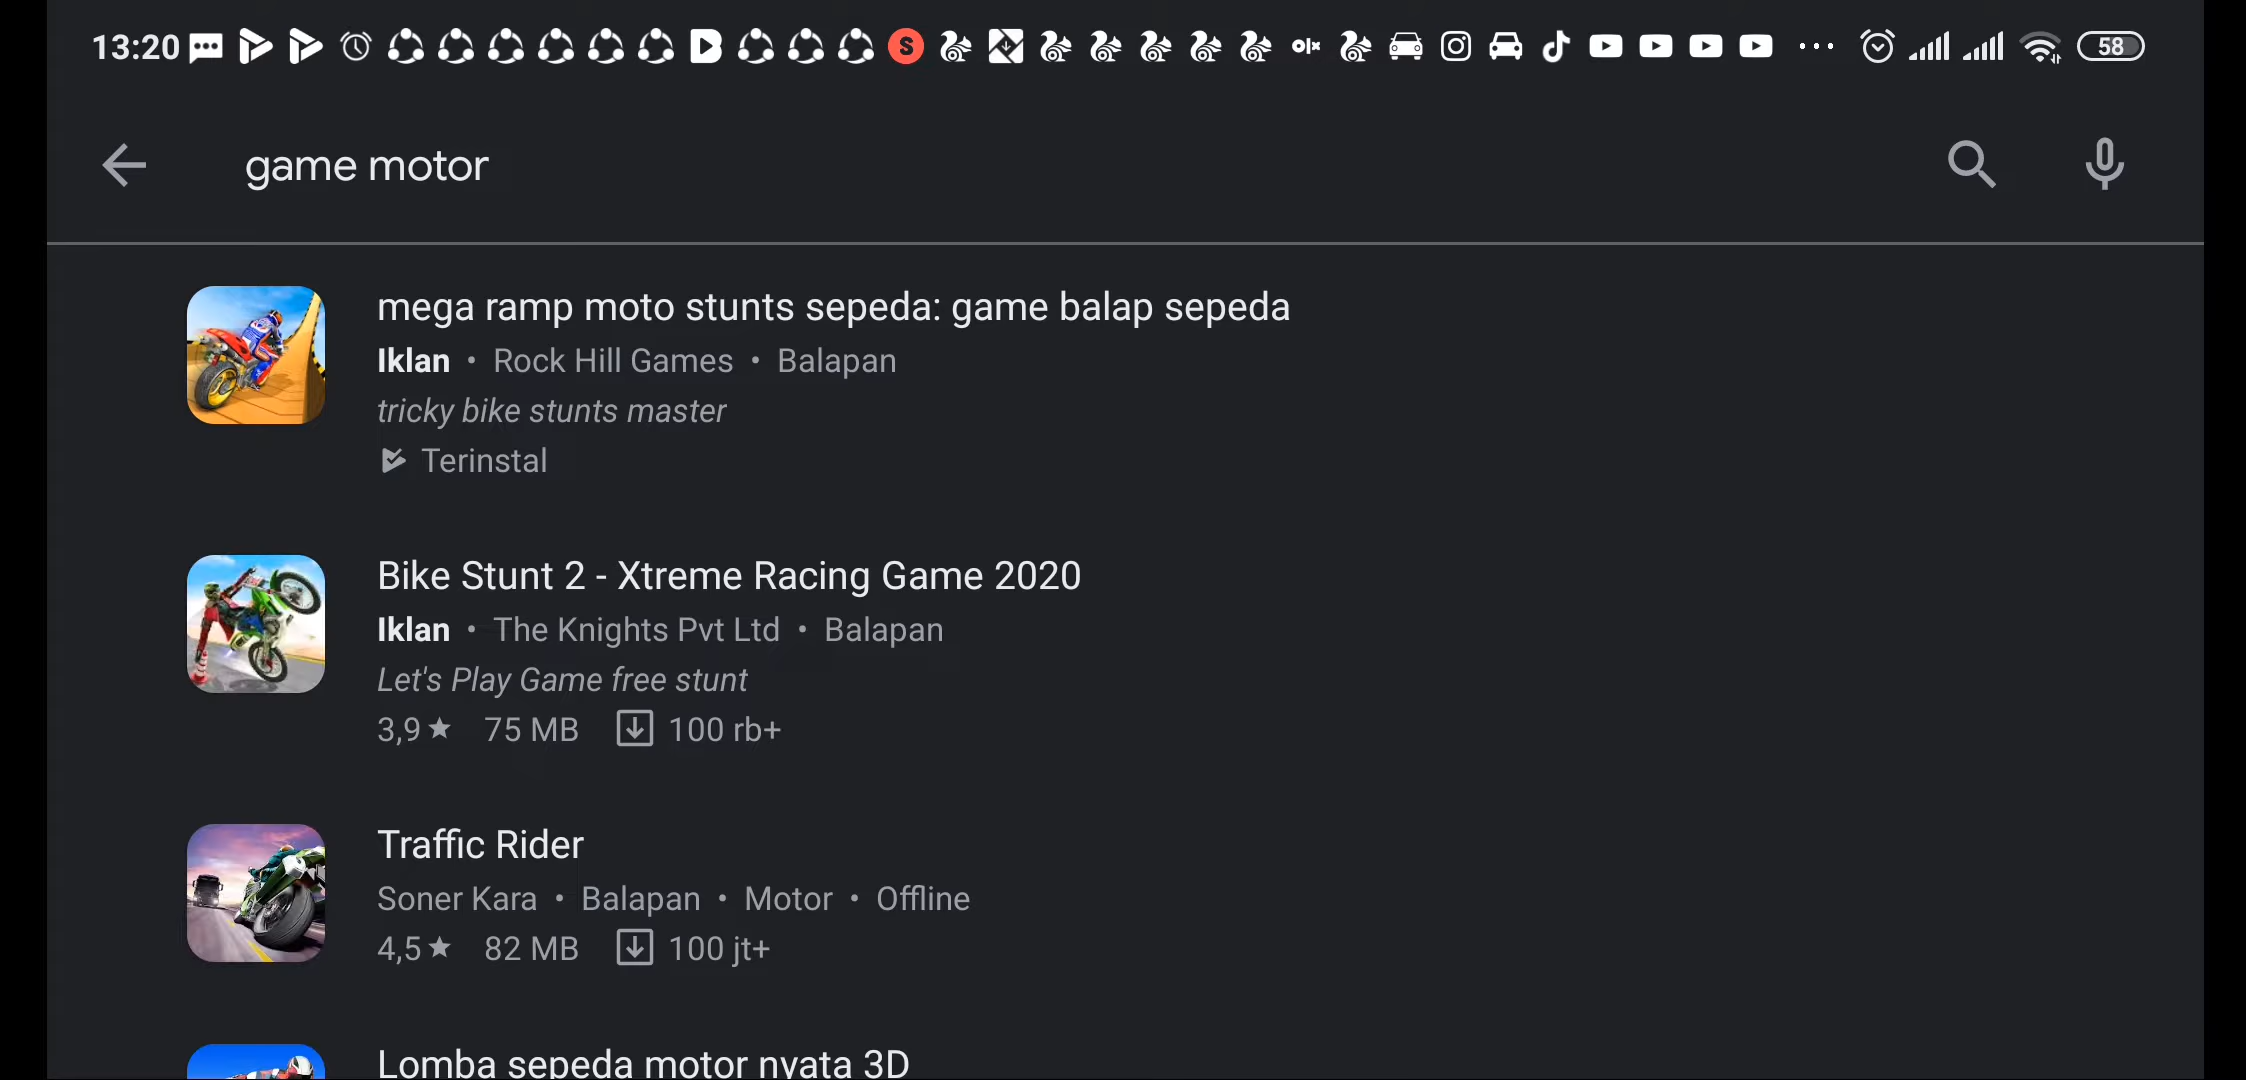 13:20 S olx 58
game motor
mega ramp moto stunts sepeda: game balap sepeda
Iklan • Rock Hill Games • Balapan
tricky bike stunts master
Terinstal
Bike Stunt 2 - Xtreme Racing Game 2020
Iklan • The Knights Pvt Ltd • Balapan
Let's Play Game free stunt
3,9★ 75 MB 100 rb+
Traffic Rider
Soner Kara • Balapan • Motor • Offline
4,5★ 82 MB 100 jt+
Lomba sepeda motor nyata 3D